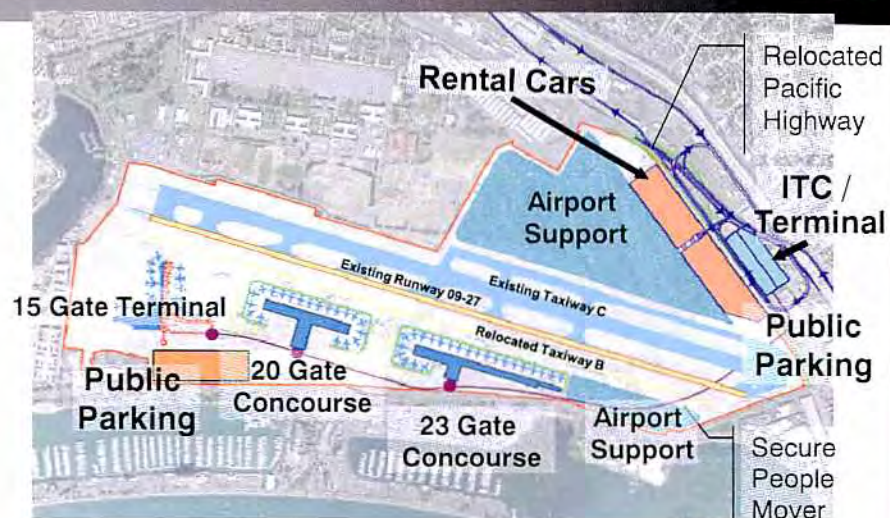 Relocated
Pacific
Highway
Rental Cars
ITC /
Terminal
Airport
Support
Existing Runway 09-27
Existing Taxiway C
15 Gate Terminal
Relocated Taxiway B
Public
Parking
Public
Parking
20 Gate
Concourse
23 Gate
Concourse
Airport
Support
Secure
People
Mover